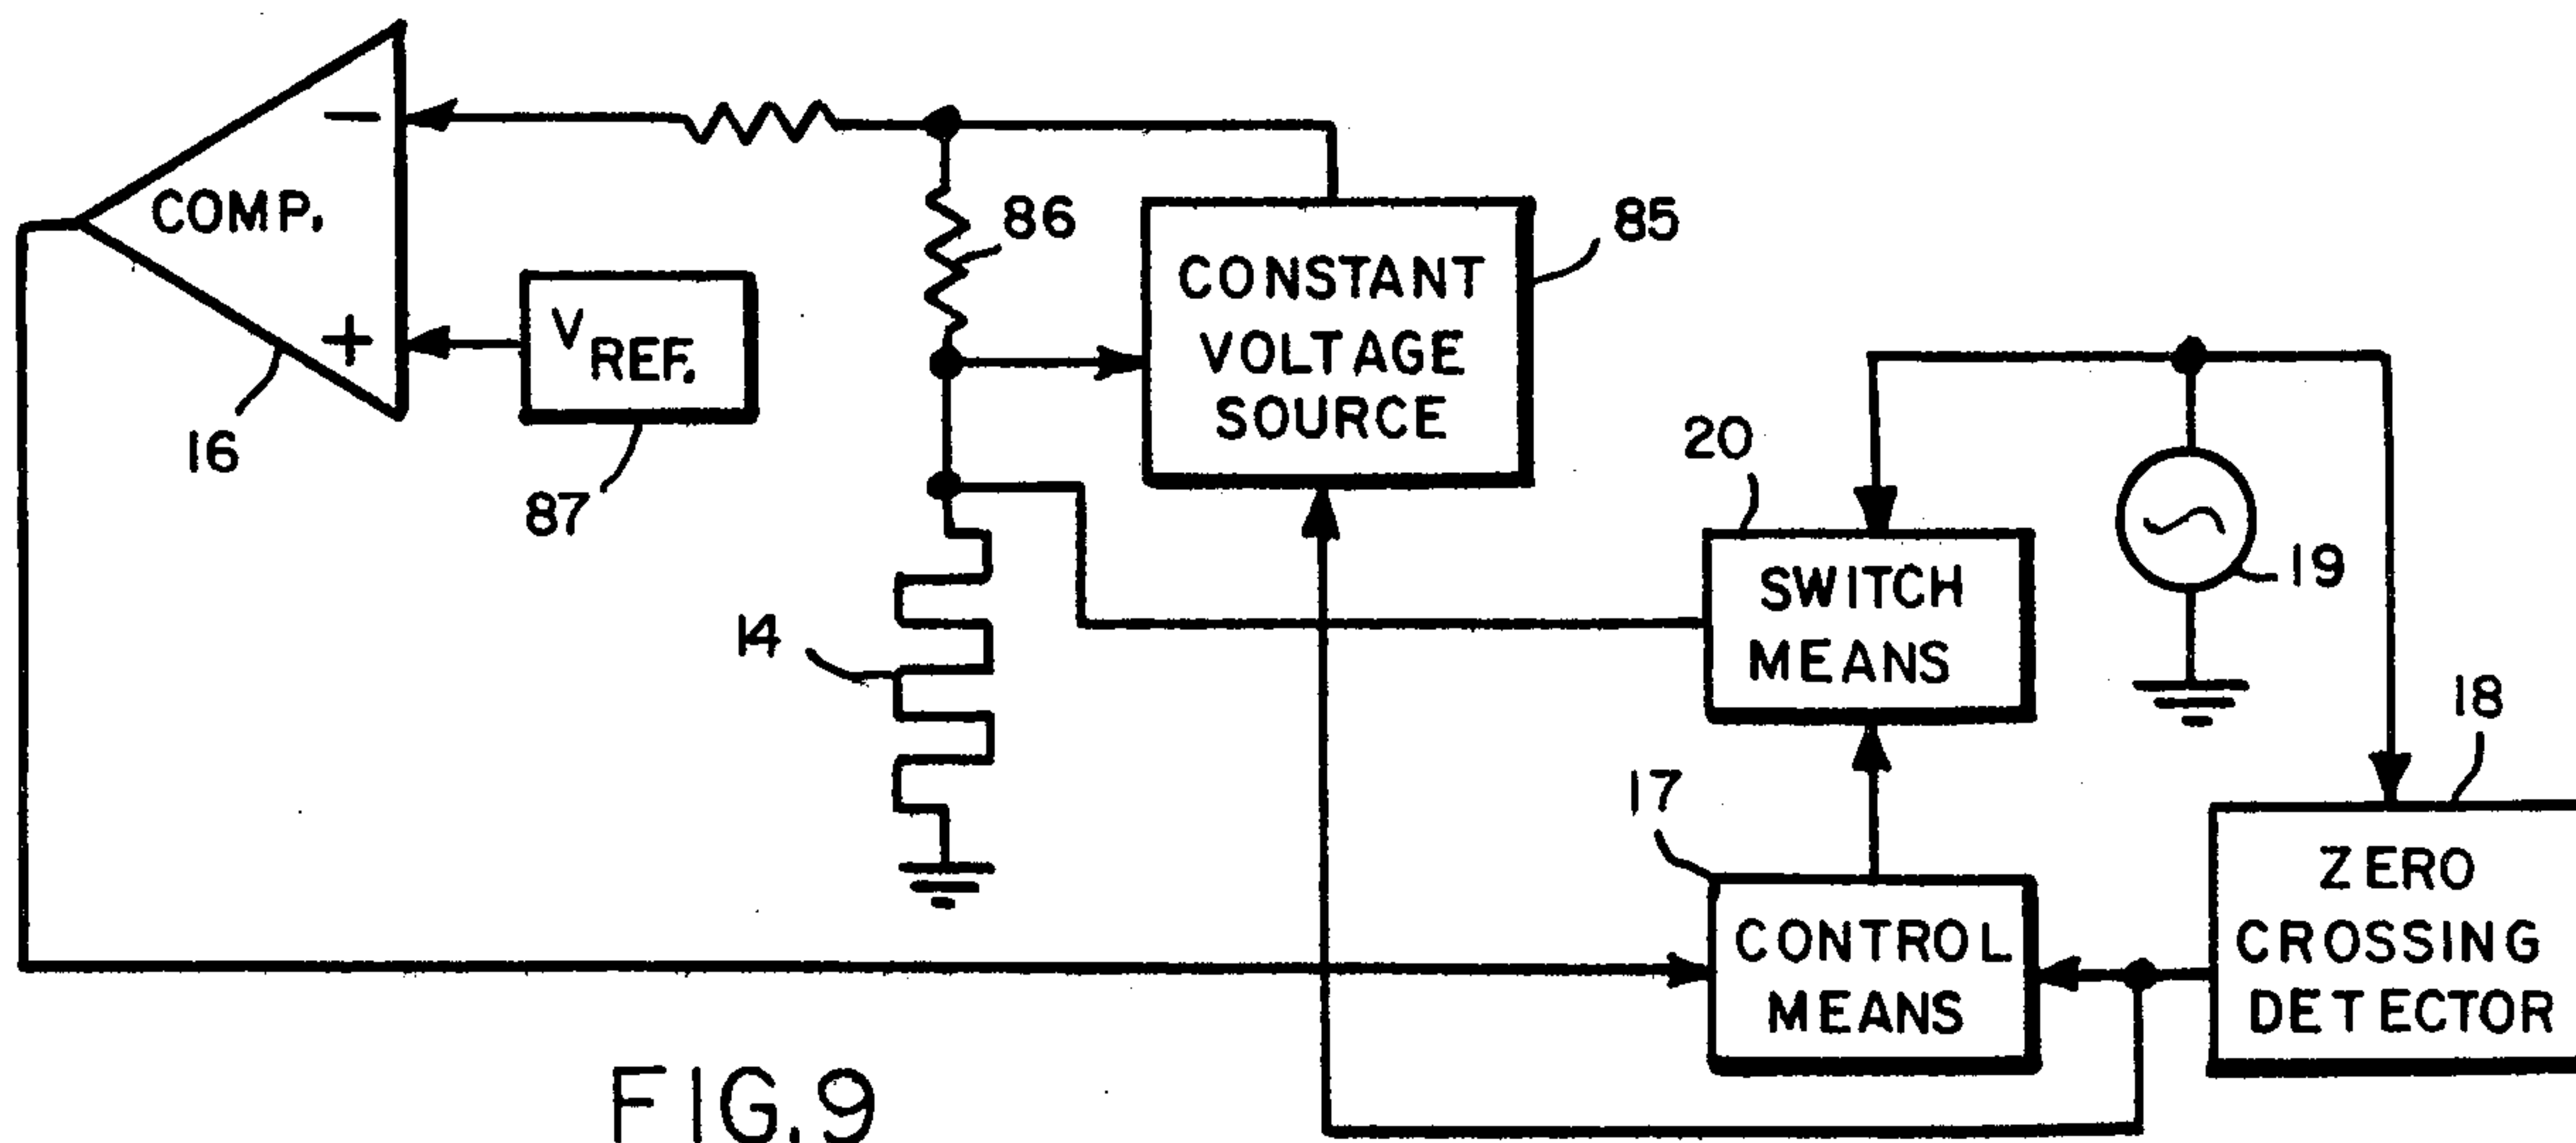 COMP.
−
+
16
V REF.
87
86
CONSTANT
VOLTAGE
SOURCE
85
14
20
SWITCH
MEANS
19
17
CONTROL
MEANS
18
ZERO
CROSSING
DETECTOR
FIG.9